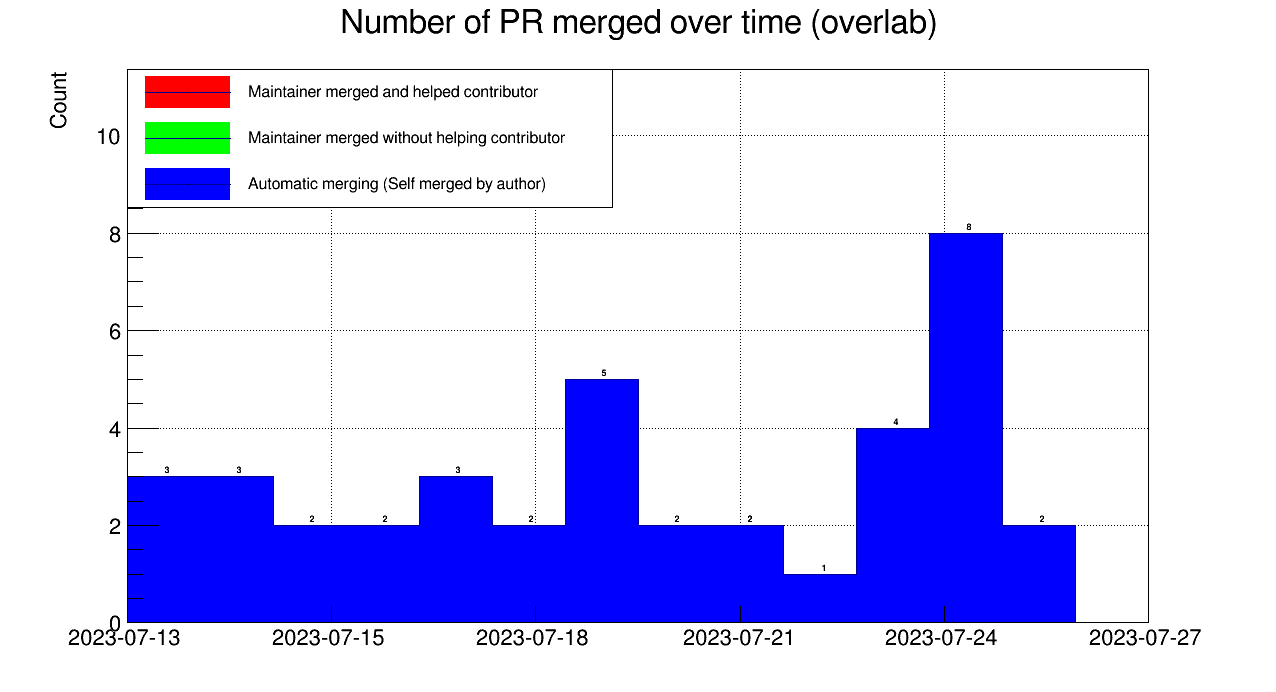 Number of PR merged over time (overlab)
Count
Maintainer merged and helped contributor
Maintainer merged without helping contributor
Automatic merging (Self merged by author)
10
8
6
4
2
0
3 3 2 2 3 2 5 2 2 1 4 8 2
2023-07-13 2023-07-15 2023-07-18 2023-07-21 2023-07-24 2023-07-27